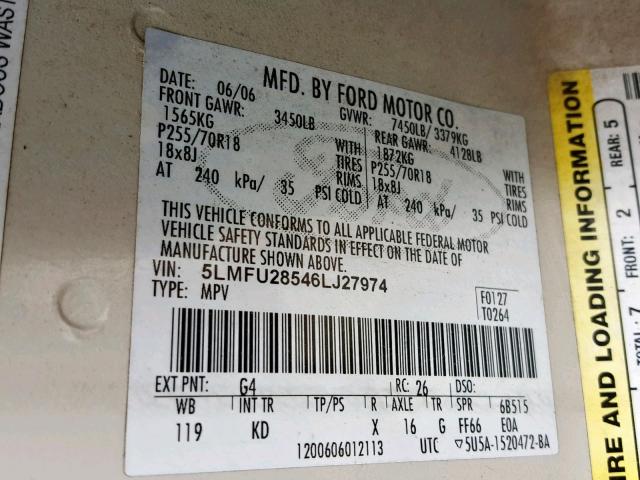 MFD. BY FORD MOTOR CO.
DATE: 06/06 GVWR: 7450LB/ 3379KG
FRONT GAWR: 3450LB REAR GAWR: 4128LB
1565KG WITH 1872KG WITH
P255/70R18 TIRES P255/70R18 TIRES
18x8J RIMS 18x8J RIMS
AT 240 kPa/ 35 PSI COLD AT 240 kPa/ 35 PSI COLD
THIS VEHICLE CONFORMS TO ALL APPLICABLE FEDERAL MOTOR
VEHICLE SAFETY STANDARDS IN EFFECT ON THE DATE OF
MANUFACTURE SHOWN ABOVE.
VIN: 5LMFU28546LJ27974
TYPE: MPV
F0127
T0264
EXT PNT: G4 RC: 26 DSO:
WB INT TR TP/PS R AXLE TR SPR 6B515
119 KD X 16 G FF66 E0A
1200606012113 UTC ▽5U5A-1520472-BA
Ford
IRE AND LOADING INFORMATION
TOTAL: 7 FRONT: 2 REAR: 5